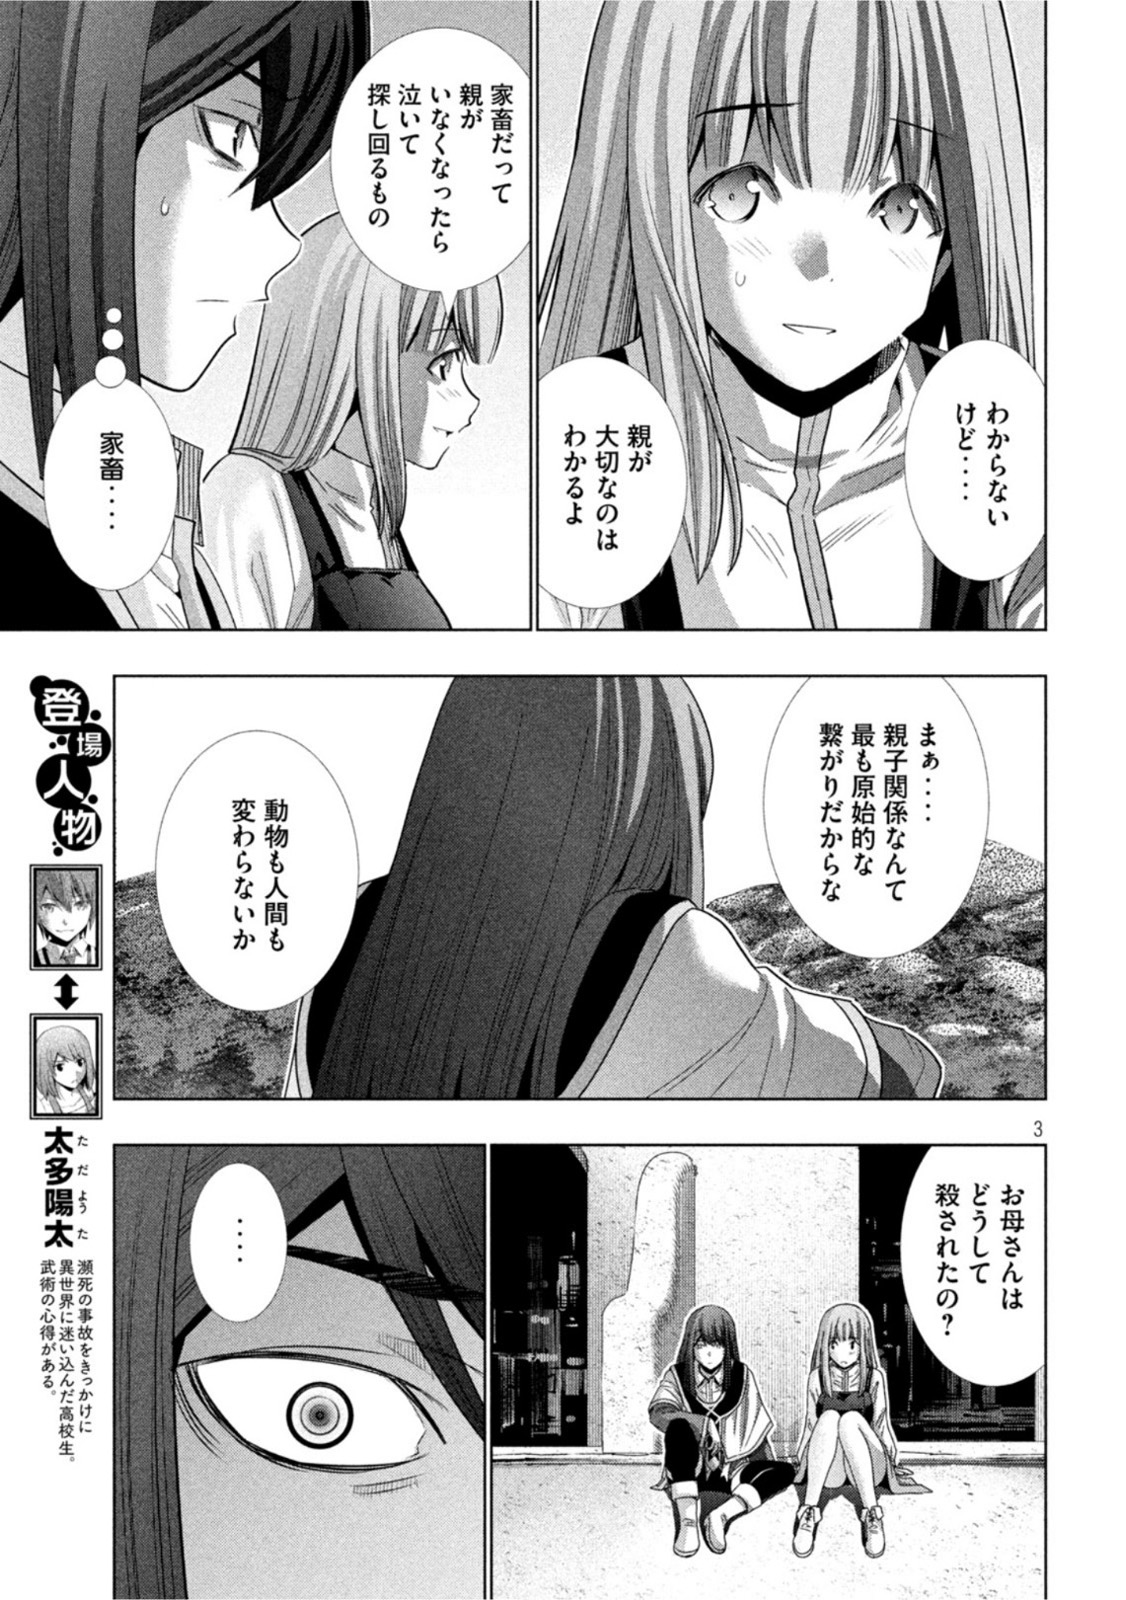 わからない
けど‥‥
親が
大切なのは
わかるよ
家畜だって
親が
いなくなったら
泣いて
探し回るもの
家畜‥‥
まぁ‥‥
親子関係なんて
最も原始的な
繋がりだからな
動物も人間も
変わらないか
3
お母さんは
どうして
殺されたの?
‥‥
登場人物
太多陽太
ただようた
瀕死の事故をきっかけに
異世界に迷い込んだ高校生。
武術の心得がある。